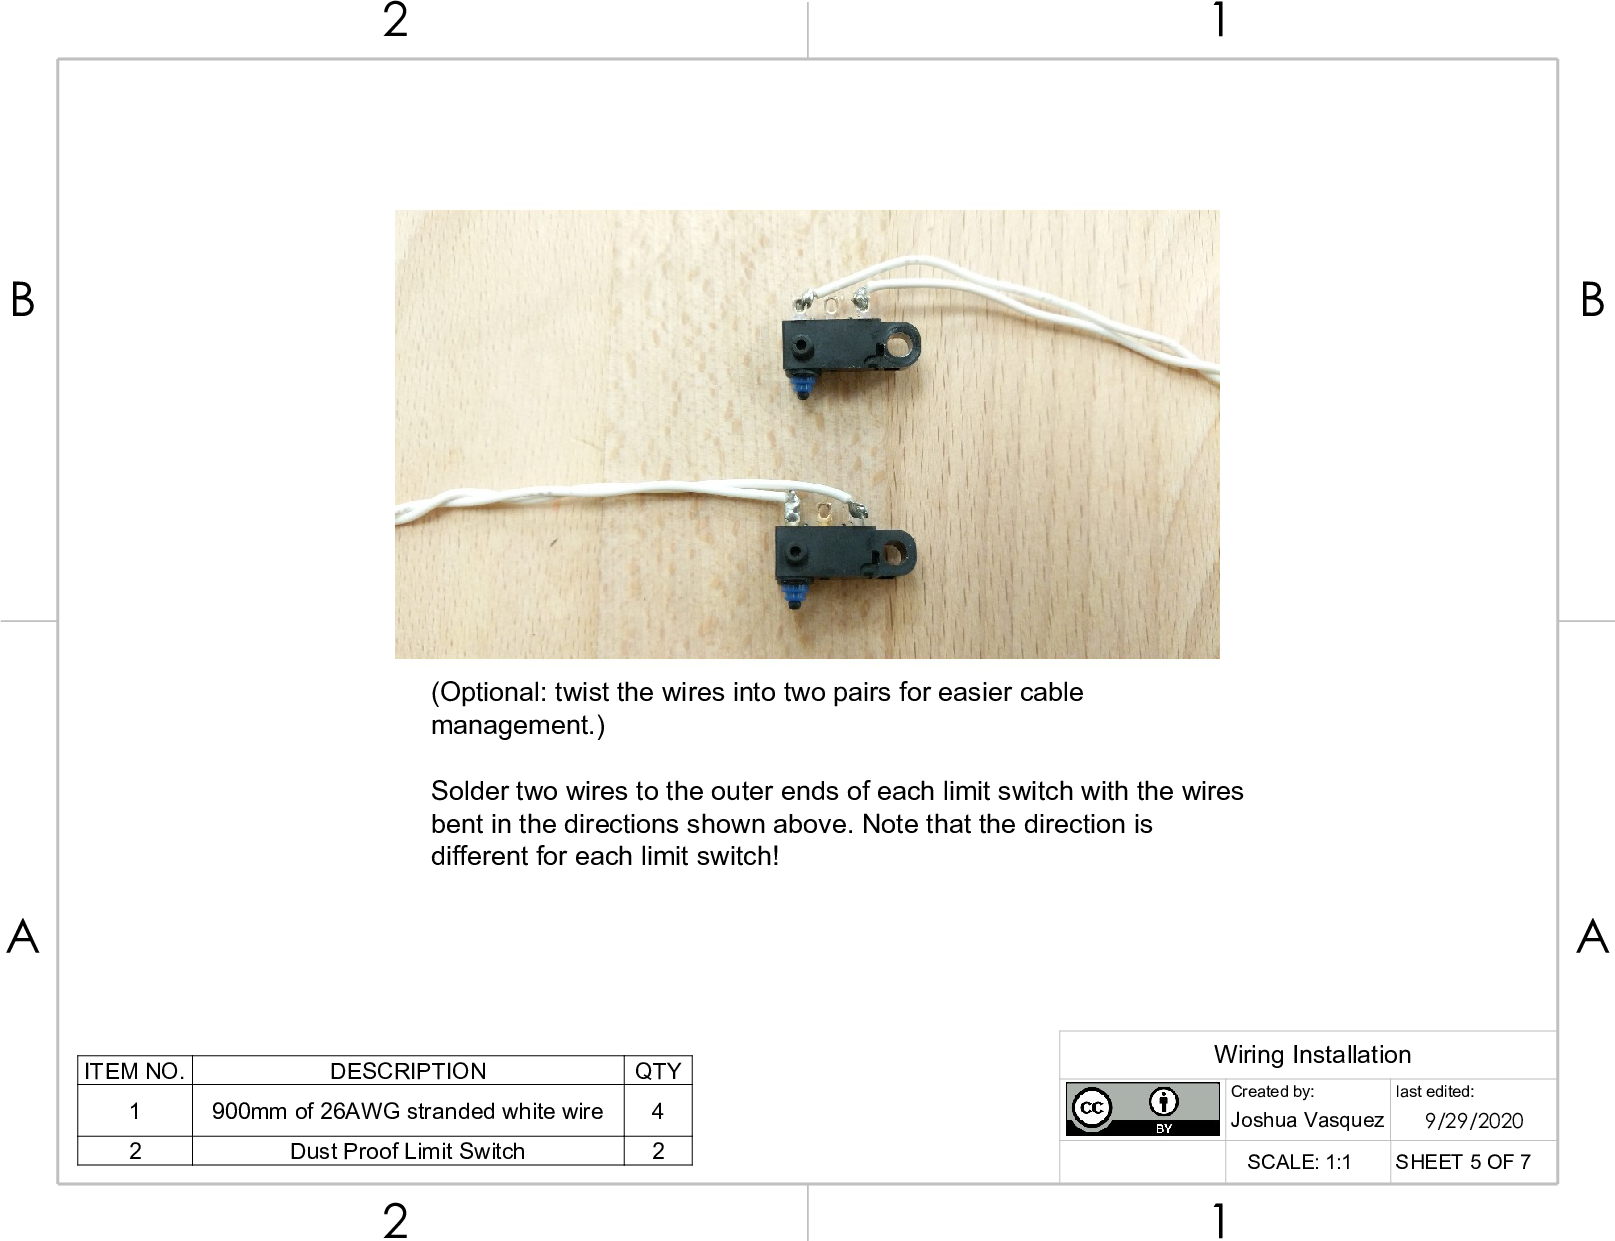 2 1
B B
(Optional: twist the wires into two pairs for easier cable
management.)
Solder two wires to the outer ends of each limit switch with the wires
bent in the directions shown above. Note that the direction is
different for each limit switch!
A A
ITEM NO. DESCRIPTION QTY
1 900mm of 26AWG stranded white wire 4
2 Dust Proof Limit Switch 2
Wiring Installation
cc BY
Created by:
Joshua Vasquez
last edited:
9/29/2020
SCALE: 1:1
SHEET 5 OF 7
2 1